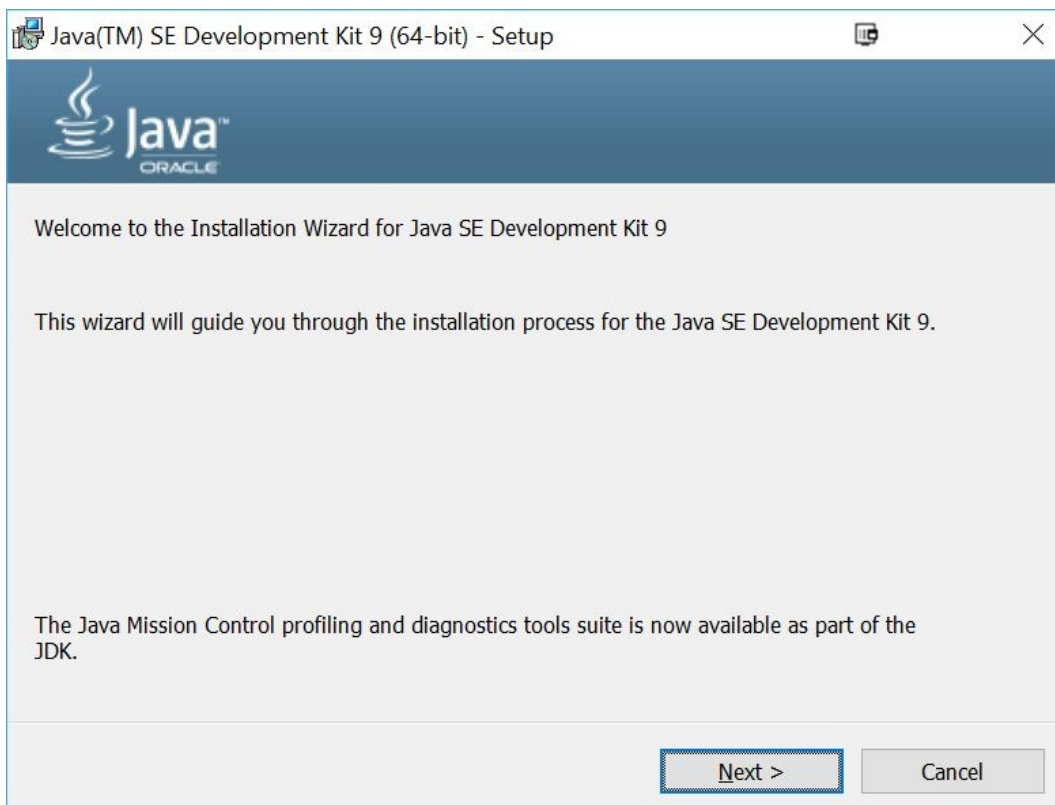 Java(TM) SE Development Kit 9 (64-bit) - Setup
Java™
ORACLE
Welcome to the Installation Wizard for Java SE Development Kit 9
This wizard will guide you through the installation process for the Java SE Development Kit 9.
The Java Mission Control profiling and diagnostics tools suite is now available as part of the
JDK.
Next >
Cancel